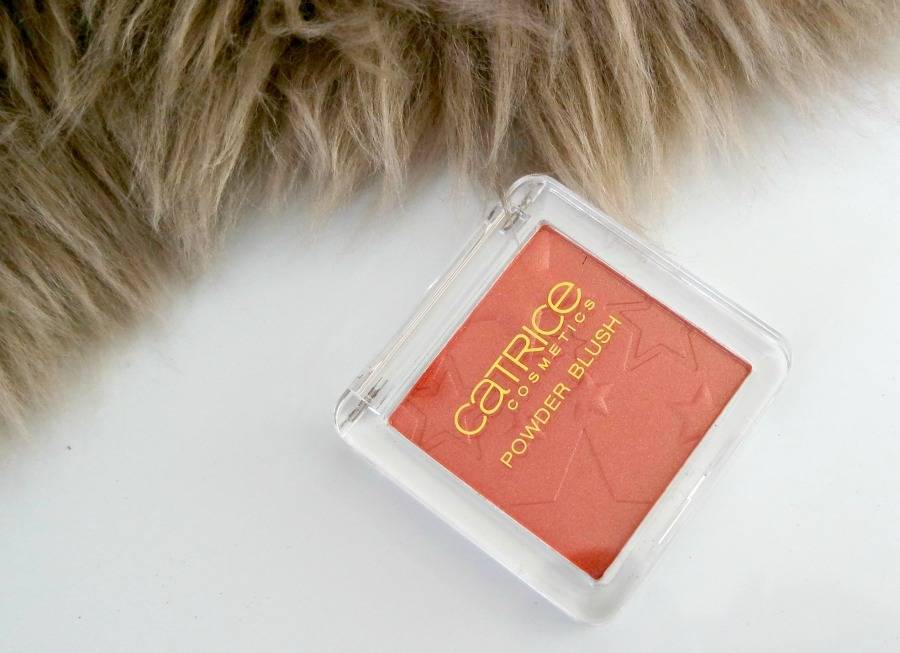 CATRICE
COSMETICS
POWDER BLUSH